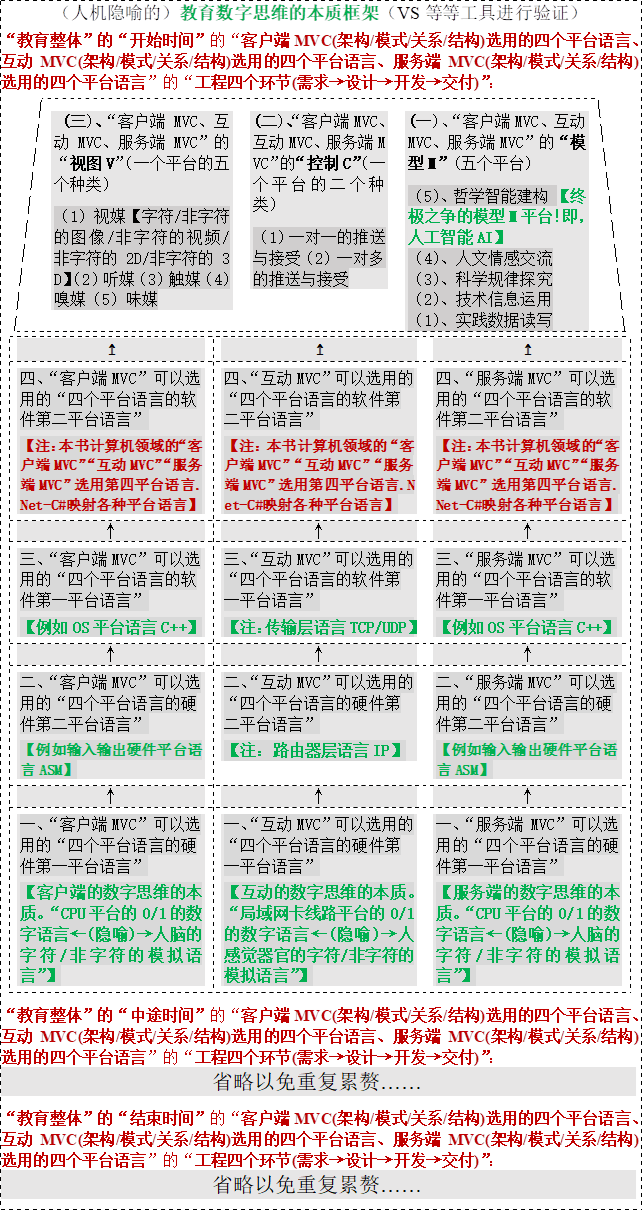 （人机隐喻的）教育数字思维的本质框架（VS 等等工具进行验证）
“教育整体”的“开始时间”的“客户端 MVC(架构/模式/关系/结构)选用的四个平台语言、
互动 MVC(架构/模式/关系/结构)选用的四个平台语言、服务端 MVC(架构/模式/关系/结构)
选用的四个平台语言”的“工程四个环节(需求→设计→开发→交付)”：
（三）、“客户端 MVC、互
动 MVC、服务端 MVC”的
“视图 V”(一个平台的五
个种类)
（1）视媒【字符/非字符
的图像/非字符的视频/
非字符的 2D/非字符的 3
D】（2）听媒（3）触媒（4）
嗅媒（5）味媒
（二）、“客户端 MVC、
互动 MVC、服务端 M
VC”的“控制 C”(一
个平台的二个种
类)
（1）一对一的推送
与接受（2）一对多
的推送与接受
（一）、“客户端 MVC、互动
MVC、服务端 MVC”的“模
型 M”（五个平台）
（5）、哲学智能建构【终
极之争的模型 M 平台！即，
人工智能 AI】
（4）、人文情感交流
（3）、科学规律探究
（2）、技术信息运用
（1）、实践数据读写
↑
↑
↑
四、“客户端 MVC”可以选
用的“四个平台语言的软
件第二平台语言”
【注：本书计算机领域的“客
户端 MVC”“互动 MVC”“服务
端 MVC”选用第四平台语言.
Net-C#映射各种平台语言】
四、“互动 MVC”可以选用的
“四个平台语言的软件第
二平台语言”
【注：本书计算机领域的“客
户端 MVC”“互动 MVC”“服务
端 MVC”选用第四平台语言.N
et-C#映射各种平台语言】
四、“服务端 MVC”可以选
用的“四个平台语言的软
件第二平台语言”
【注：本书计算机领域的“客
户端 MVC”“互动 MVC”“服务
端 MVC”选用第四平台语言.
Net-C#映射各种平台语言】
↑
↑
↑
三、“客户端 MVC”可以选
用的“四个平台语言的软
件第一平台语言”
【例如 OS 平台语言 C++】
三、“互动 MVC”可以选用的
“四个平台语言的软件第
一平台语言”
【注：传输层语言 TCP/UDP】
三、“服务端 MVC”可以选
用的“四个平台语言的软
件第一平台语言”
【例如 OS 平台语言 C++】
↑
↑
↑
二、“客户端 MVC”可以选
用的“四个平台语言的硬
件第二平台语言”
【例如输入输出硬件平台语
言 ASM】
二、“互动 MVC”可以选用的
“四个平台语言的硬件第
二平台语言”
【注：路由器层语言 IP】
二、“服务端 MVC”可以选
用的“四个平台语言的硬
件第二平台语言”
【例如输入输出硬件平台语
言 ASM】
↑
↑
↑
一、“客户端 MVC”可以选
用的“四个平台语言的硬
件第一平台语言”
【客户端的数字思维的本
质。“CPU 平台的 0/1 的数
字语言←(隐喻)→人脑的
字符/非字符的模拟语
言”】
一、“互动 MVC”可以选用的
“四个平台语言的硬件第
一平台语言”
【互动的数字思维的本质。
“局域网卡线路平台的 0/1
的数字语言←(隐喻)→人
感觉器官的字符/非字符的
模拟语言”】
一、“服务端 MVC”可以选
用的“四个平台语言的硬
件第一平台语言”
【服务端的数字思维的本
质。“CPU 平台的 0/1 的数
字语言←(隐喻)→人脑的
字符/非字符的模拟语
言”】
“教育整体”的“中途时间”的“客户端 MVC(架构/模式/关系/结构)选用的四个平台语言、
互动 MVC(架构/模式/关系/结构)选用的四个平台语言、服务端 MVC(架构/模式/关系/结构)
选用的四个平台语言”的“工程四个环节(需求→设计→开发→交付)”：
省略以免重复累赘……
“教育整体”的“结束时间”的“客户端 MVC(架构/模式/关系/结构)选用的四个平台语言、
互动 MVC(架构/模式/关系/结构)选用的四个平台语言、服务端 MVC(架构/模式/关系/结构)
选用的四个平台语言”的“工程四个环节(需求→设计→开发→交付)”：
省略以免重复累赘……